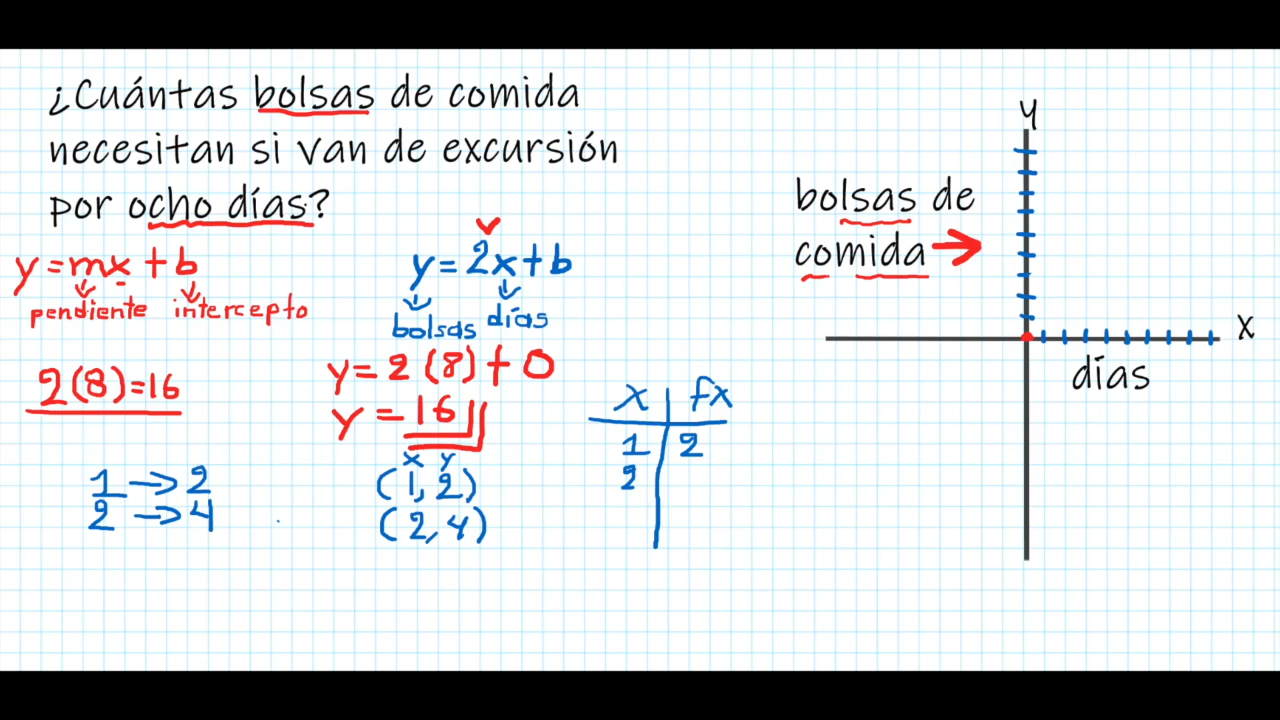 ¿Cuántas bolsas de comida
necesitan si van de excursión
por ocho días?
y = mx + b
pendiente intercepto
2(8)=16
1 → 2
2 → 4
y = 2x + b
bolsas días
y = 2 (8) + 0
y = 16
x y
(1, 2)
(2, 4)
x fx
1 2
2
y
bolsas de
comida
x
días